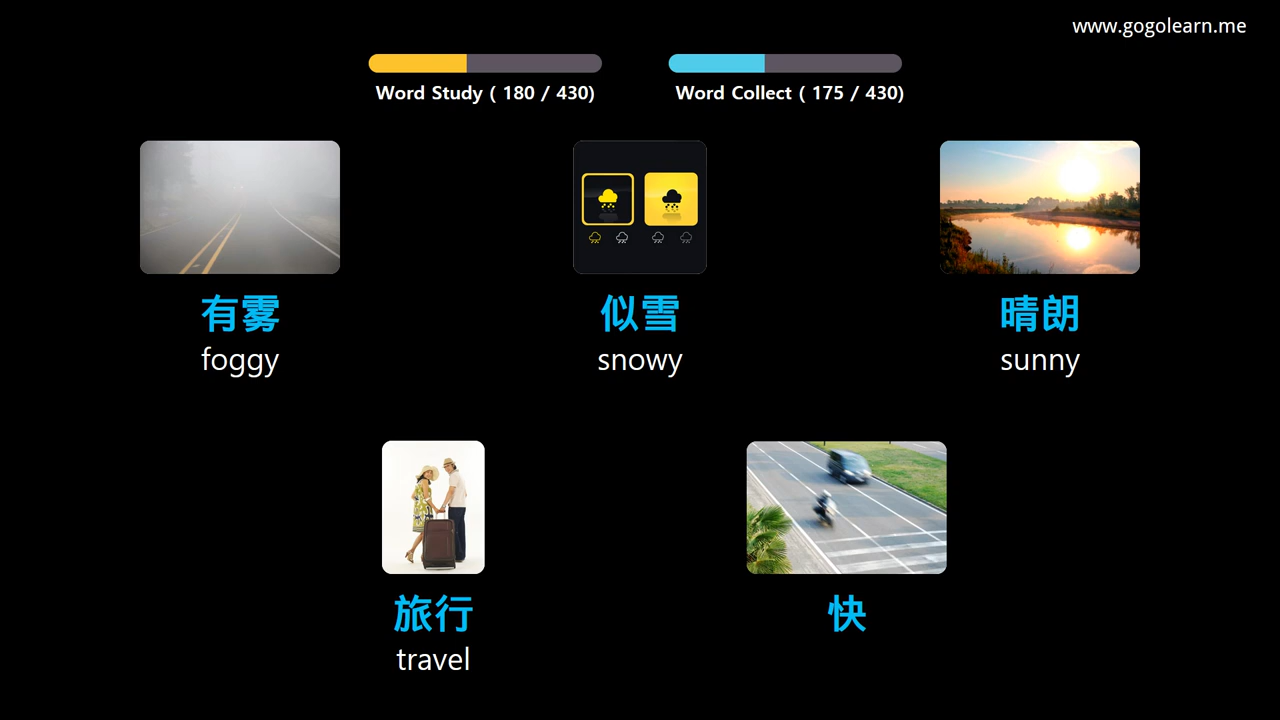 www.gogolearn.me
Word Study ( 180 / 430)
Word Collect ( 175 / 430)
有雾
foggy
似雪
snowy
晴朗
sunny
旅行
travel
快